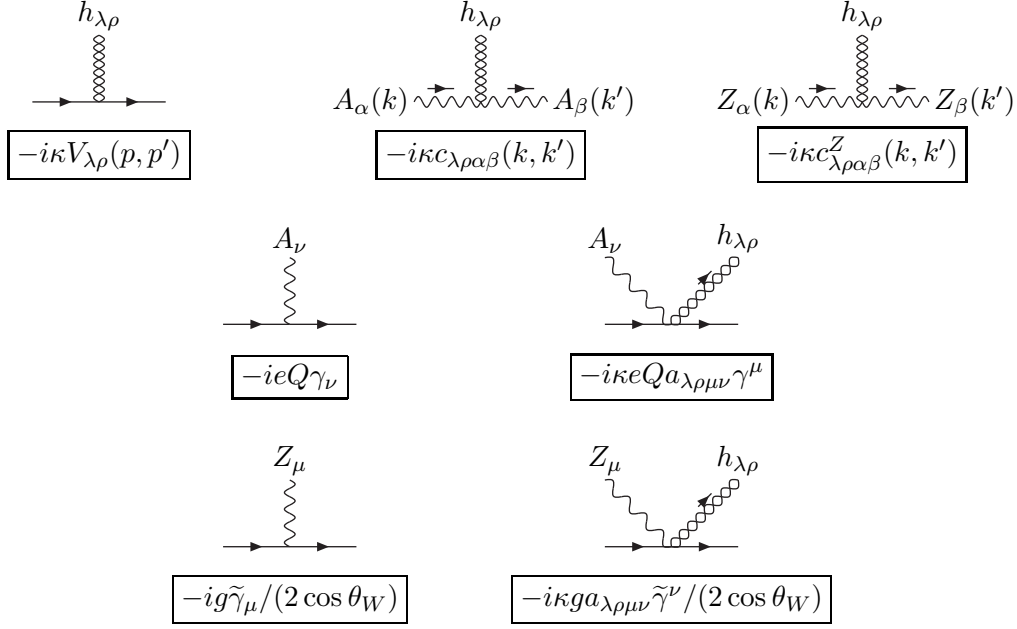 h_{λρ} h_{λρ} h_{λρ}
A_α(k) A_β(k′) Z_α(k) Z_β(k′)
−iκV_{λρ}(p, p′) −iκc_{λραβ}(k, k′) −iκc^Z_{λραβ}(k, k′)
A_ν A_ν h_{λρ}
−ieQγ_ν −iκeQa_{λρμν}γ^μ
Z_μ Z_μ h_{λρ}
−ig\widetilde{γ}_μ/(2 cos θ_W) −iκga_{λρμν}\widetilde{γ}^ν/(2 cos θ_W)